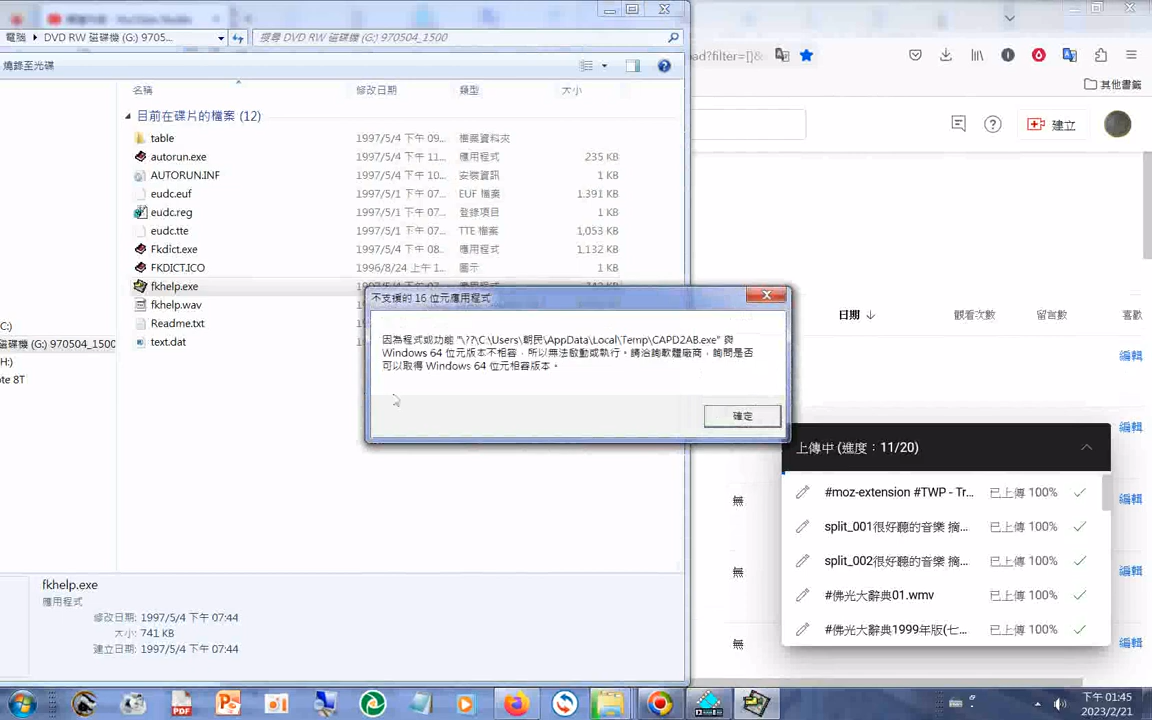 電腦 ▸ DVD RW 磁碟機 (G:) 9705...
搜尋 DVD RW 磁碟機 (G:) 970504_1500
oad?filter=[]&
燒錄至光碟
其他書籤
名稱 修改日期 類型 大小
目前在碟片的檔案 (12)
建立
table 1997/5/4 下午 09... 檔案資料夾
autorun.exe 1997/5/4 下午 11... 應用程式 235 KB
AUTORUN.INF 1997/5/4 下午 10... 安裝資訊 1 KB
eudc.euf 1997/5/1 下午 07... EUF 檔案 1,391 KB
eudc.reg 1997/5/1 下午 07... 登錄項目 1 KB
eudc.tte 1997/5/1 下午 07... TTE 檔案 1,053 KB
Fkdict.exe 1997/5/4 下午 08... 應用程式 1,132 KB
FKDICT.ICO 1996/8/24 上午 1... 圖示 1 KB
fkhelp.exe
fkhelp.wav
Readme.txt
text.dat
C:)
磁碟機 (G:) 970504_1500
H:)
te 8T
不支援的 16 位元應用程式
因為程式或功能 "\??\C:\Users\朝民\AppData\Local\Temp\CAPD2AB.exe" 與
Windows 64 位元版本不相容，所以無法啟動或執行。請洽詢軟體廠商，詢問是否
可以取得 Windows 64 位元相容版本。
確定
日期 ↓ 觀看次數 留言數 喜歡
編輯
編輯
無 編輯
無 編輯
無 編輯
上傳中 (進度：11/20)
#moz-extension #TWP - Tr... 已上傳 100%
split_001很好聽的音樂 摘... 已上傳 100%
split_002很好聽的音樂 摘... 已上傳 100%
#佛光大辭典01.wmv 已上傳 100%
#佛光大辭典1999年版(七... 已上傳 100%
fkhelp.exe
應用程式
修改日期: 1997/5/4 下午 07:44
大小: 741 KB
建立日期: 1997/5/4 下午 07:44
PDF
下午 01:45
2023/2/21